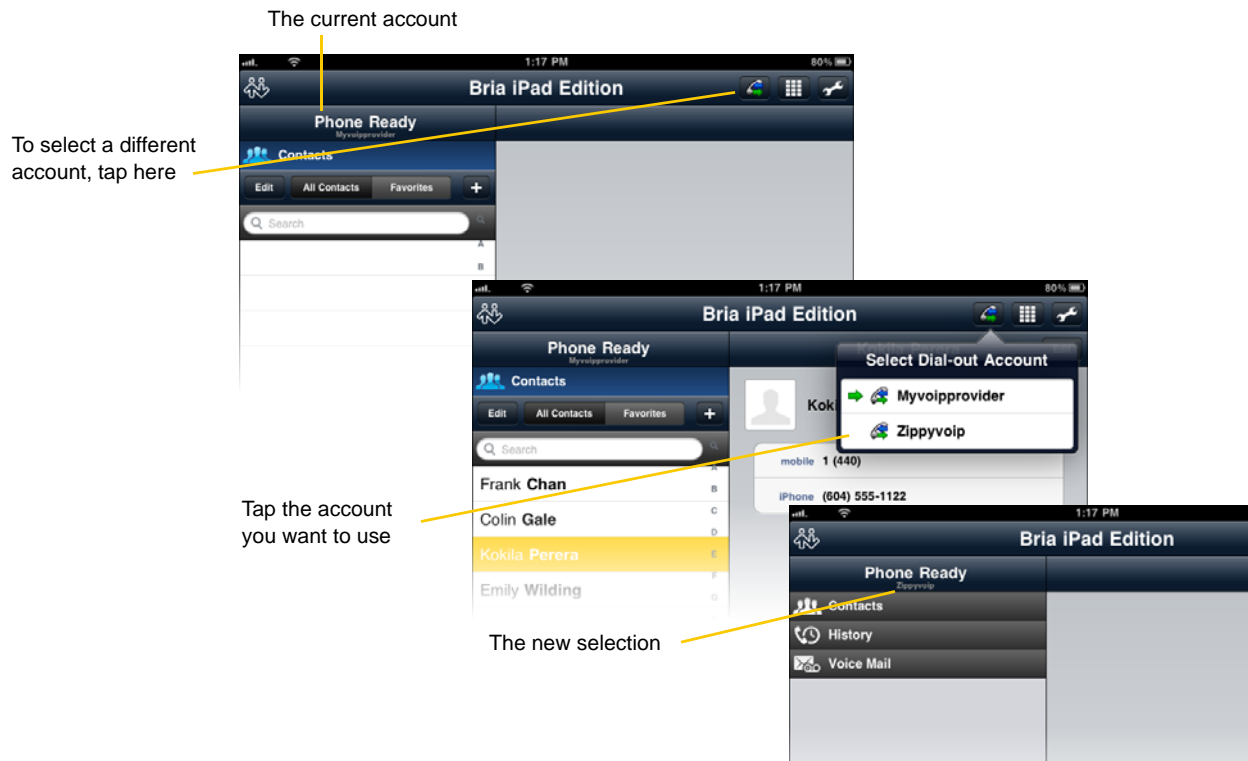 The current account
1:17 PM
80%
Bria iPad Edition
Phone Ready
Myvoipprovider
To select a different
account, tap here
Contacts
Edit All Contacts Favorites +
Search
A
B
1:17 PM
80%
Bria iPad Edition
Phone Ready
Myvoipprovider
Select Dial-out Account
Contacts
Myvoipprovider
Edit All Contacts Favorites +
Koki
Zippyvoip
Search
A
mobile 1 (440)
Frank Chan
B
iPhone (604) 555-1122
Tap the account
you want to use
C
Colin Gale
D
Kokila Perera
E
F
Emily Wilding
G
1:17 PM
Bria iPad Edition
Phone Ready
Zippyvoip
Contacts
The new selection
History
Voice Mail